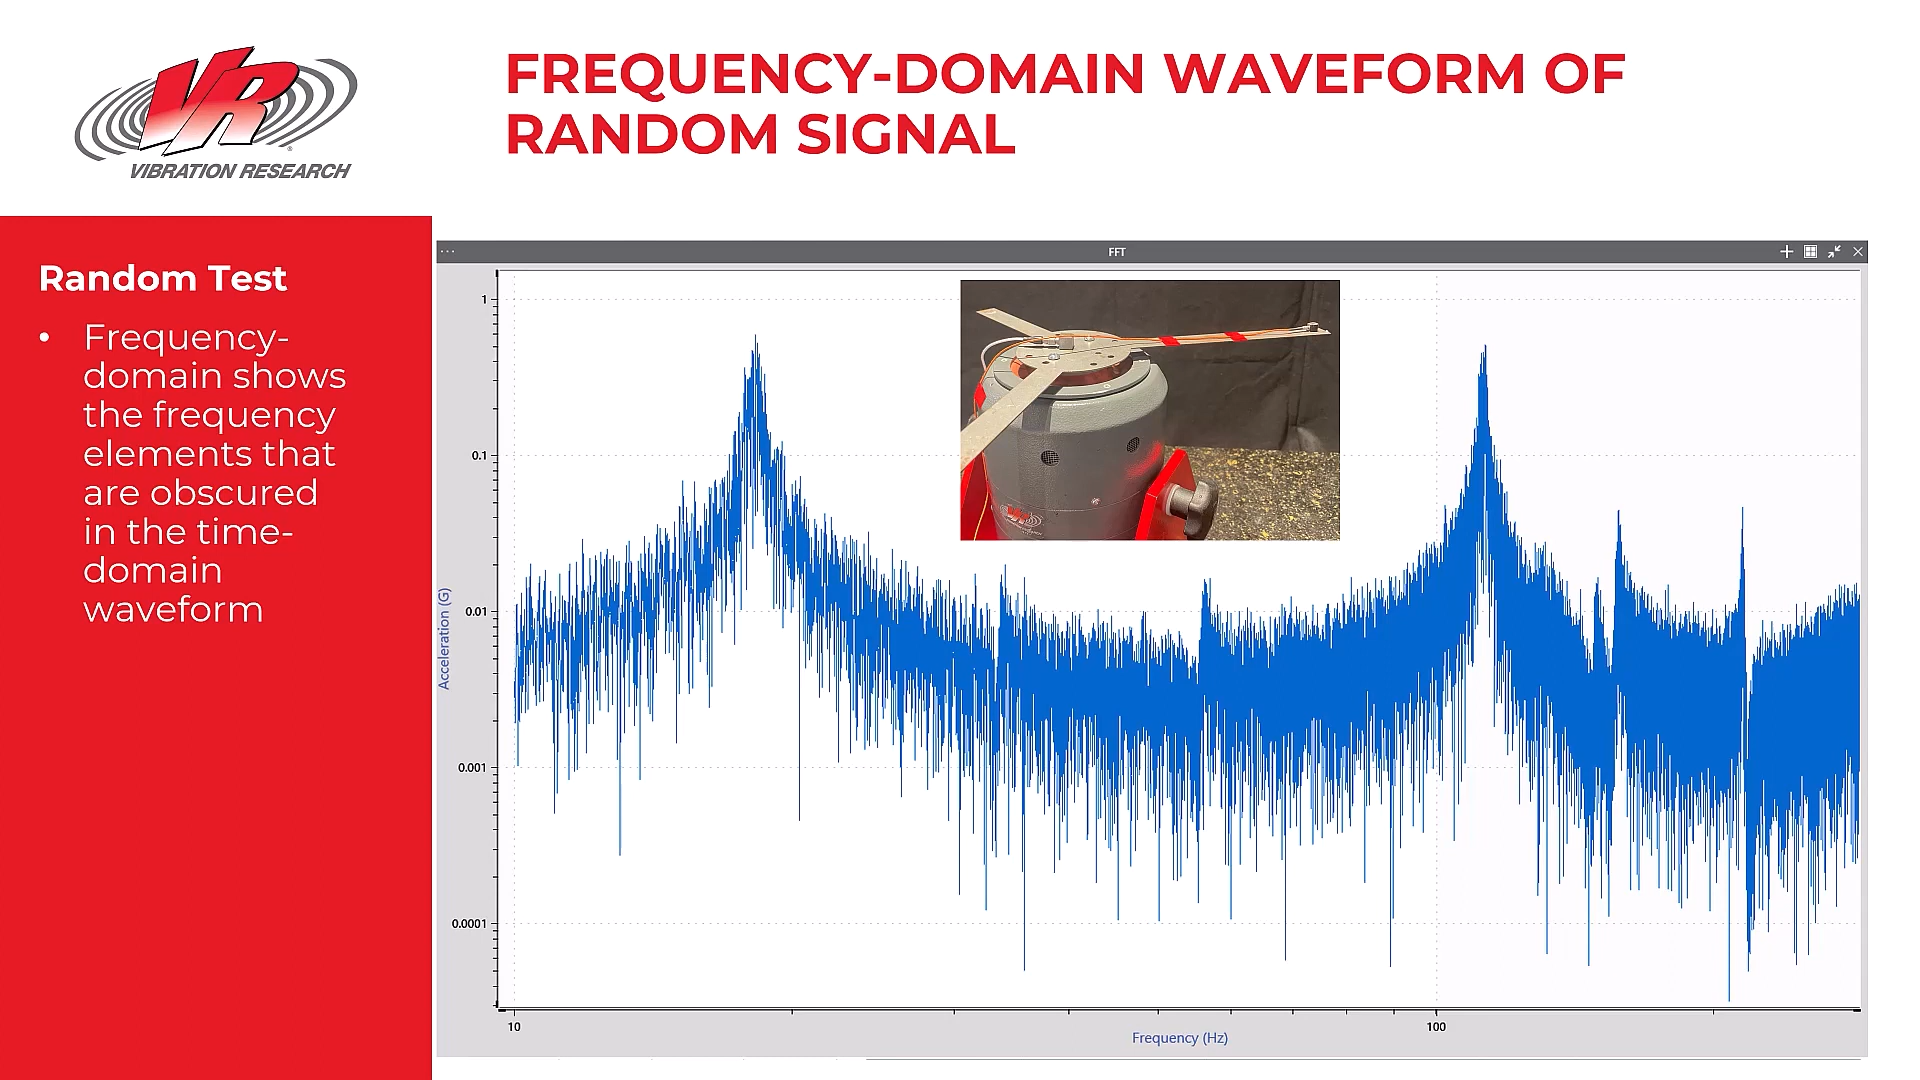 VR
VIBRATION RESEARCH
FREQUENCY-DOMAIN WAVEFORM OF
RANDOM SIGNAL
Random Test
• Frequency-
domain shows
the frequency
elements that
are obscured
in the time-
domain
waveform
FFT
1
0.1
0.01
0.001
0.0001
Acceleration (G)
10
100
Frequency (Hz)
VR